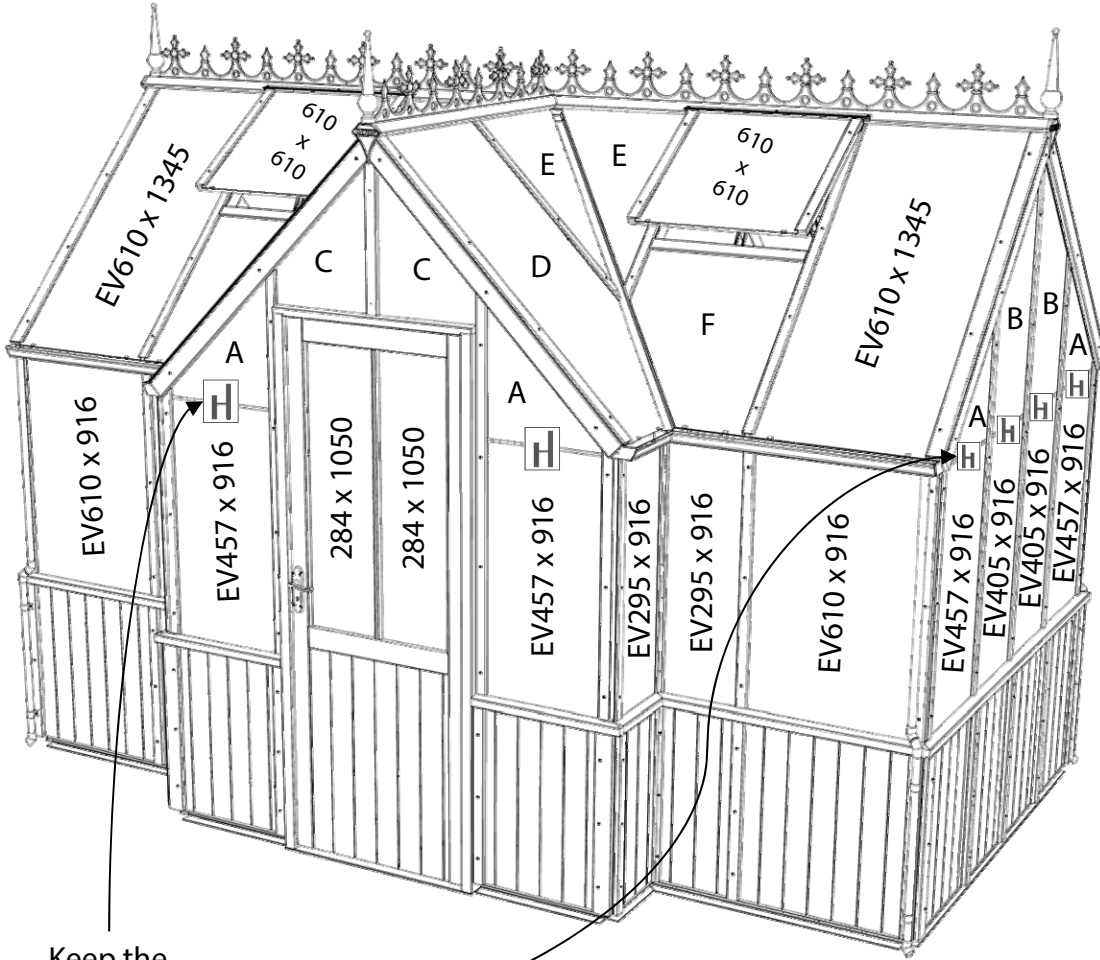 610
x
610
EV610 x 1345
E
E
610
x
610
C
C
D
EV610 x 1345
F
B
B
A
A
A
A
H
H
H
H
H
H
EV610 x 916
EV457 x 916
284 x 1050
284 x 1050
EV457 x 916
EV295 x 916
EV295 x 916
EV610 x 916
EV457 x 916
EV405 x 916
EV405 x 916
EV457 x 916
Keep the